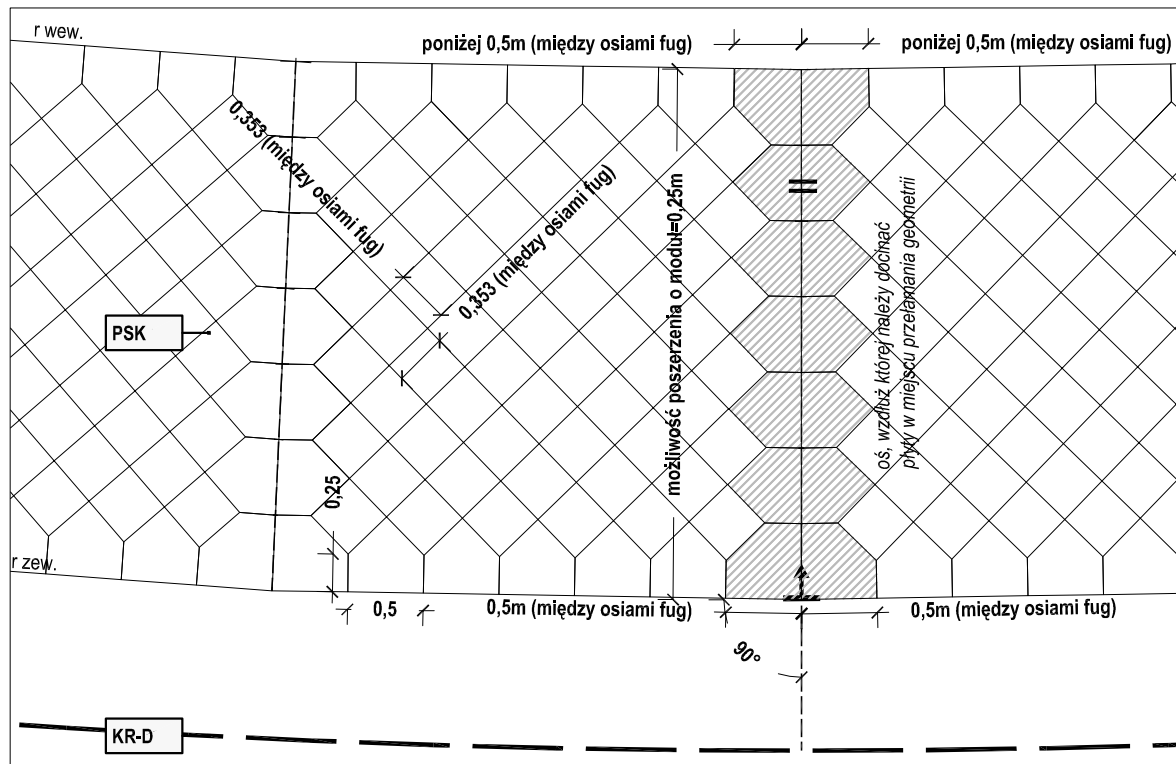 r wew.
poniżej 0,5m (między osiami fug)
poniżej 0,5m (między osiami fug)
0,353 (między osiami fug)
0,353 (między osiami fug)
możliwość poszerzenia o moduł=0,25m
oś, wzdłuż której należy docinać
płyty w miejscu przełamania geometrii
PSK
0,25
r zew.
0,5
0,5m (między osiami fug)
0,5m (między osiami fug)
90°
KR-D